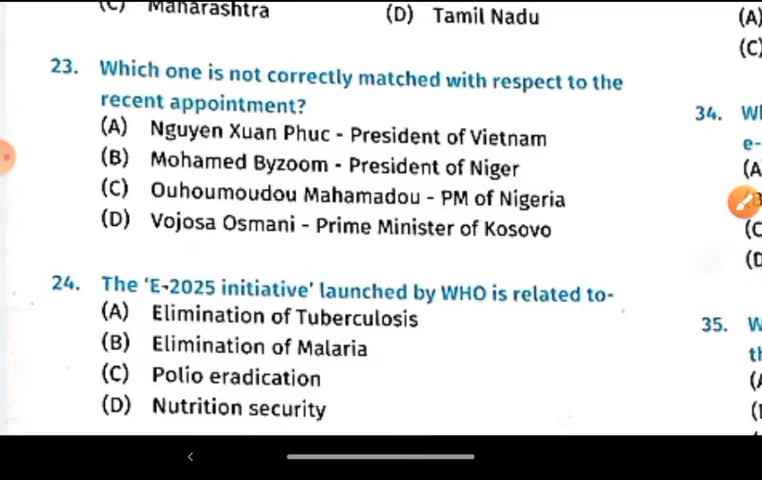 (C) Maharashtra
(D) Tamil Nadu
23. Which one is not correctly matched with respect to the
recent appointment?
(A) Nguyen Xuan Phuc - President of Vietnam
(B) Mohamed Byzoom - President of Niger
(C) Ouhoumoudou Mahamadou - PM of Nigeria
(D) Vojosa Osmani - Prime Minister of Kosovo
24. The 'E-2025 initiative' launched by WHO is related to-
(A) Elimination of Tuberculosis
(B) Elimination of Malaria
(C) Polio eradication
(D) Nutrition security
(A)
(C)
34.
e-
(A
(C
(D
35. W